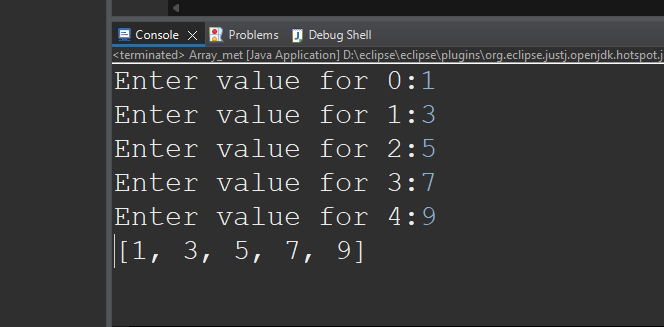 Console Problems Debug Shell
<terminated> Array_met [Java Application] D:\eclipse\eclipse\plugins\org.eclipse.justj.openjdk.hotspot.j
Enter value for 0:1
Enter value for 1:3
Enter value for 2:5
Enter value for 3:7
Enter value for 4:9
[1, 3, 5, 7, 9]